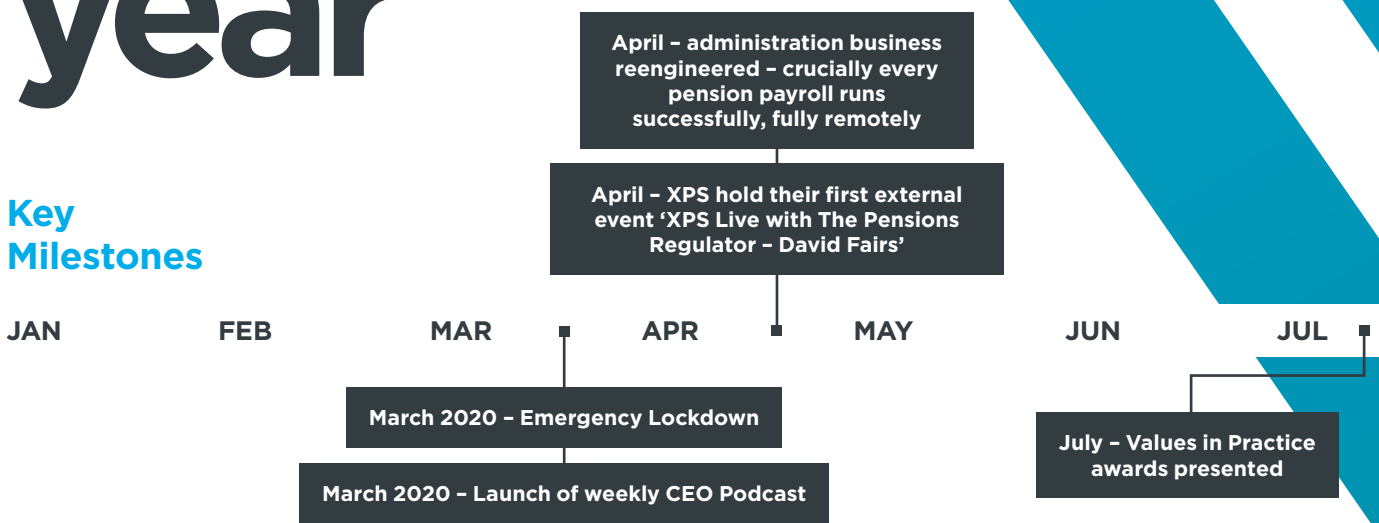 year
April – administration business
reengineered – crucially every
pension payroll runs
successfully, fully remotely
April – XPS hold their first external
event ‘XPS Live with The Pensions
Regulator – David Fairs’
Key
Milestones
JAN FEB MAR APR MAY JUN JUL
March 2020 – Emergency Lockdown
March 2020 – Launch of weekly CEO Podcast
July – Values in Practice
awards presented